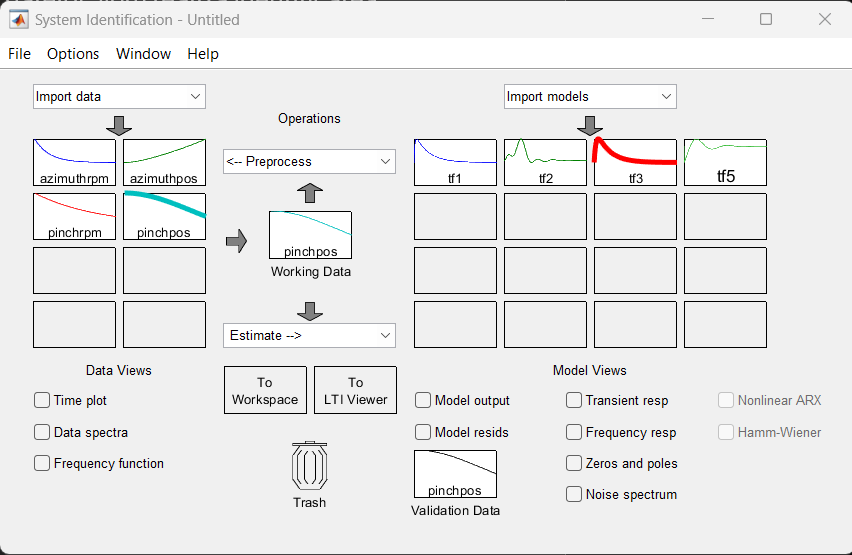 System Identification - Untitled
File Options Window Help
Import data
Import models
Operations
azimuthrpm
azimuthpos
<-- Preprocess
tf1
tf2
tf3
tf5
pinchrpm
pinchpos
pinchpos
Working Data
Estimate -->
Data Views
Model Views
To
Workspace
To
LTI Viewer
Time plot
Data spectra
Frequency function
Model output
Model resids
Transient resp
Frequency resp
Zeros and poles
Noise spectrum
Nonlinear ARX
Hamm-Wiener
Trash
pinchpos
Validation Data